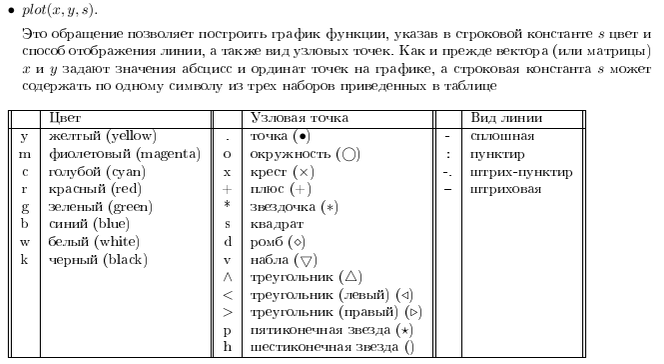 • plot(x, y, s).
Это обращение позволяет построить график функции, указав в строковой константе s цвет и
способ отображения линии, а также вид узловых точек. Как и прежде вектора (или матрицы)
x и y задают значения абсцисс и ординат точек на графике, а строковая константа s может
содержать по одному символу из трех наборов приведенных в таблице
Цвет Узловая точка Вид линии
y желтый (yellow) . точка (•) - сплошная
m фиолетовый (magenta) o окружность (◯) : пунктир
c голубой (cyan) x крест (×) -. штрих-пунктир
r красный (red) + плюс (+) – штриховая
g зеленый (green) * звездочка (∗)
b синий (blue) s квадрат
w белый (white) d ромб (⋄)
k черный (black) v набла (▽)
∧ треугольник (△)
< треугольник (левый) (◃)
> треугольник (правый) (▹)
p пятиконечная звезда (⋆)
h шестиконечная звезда ()